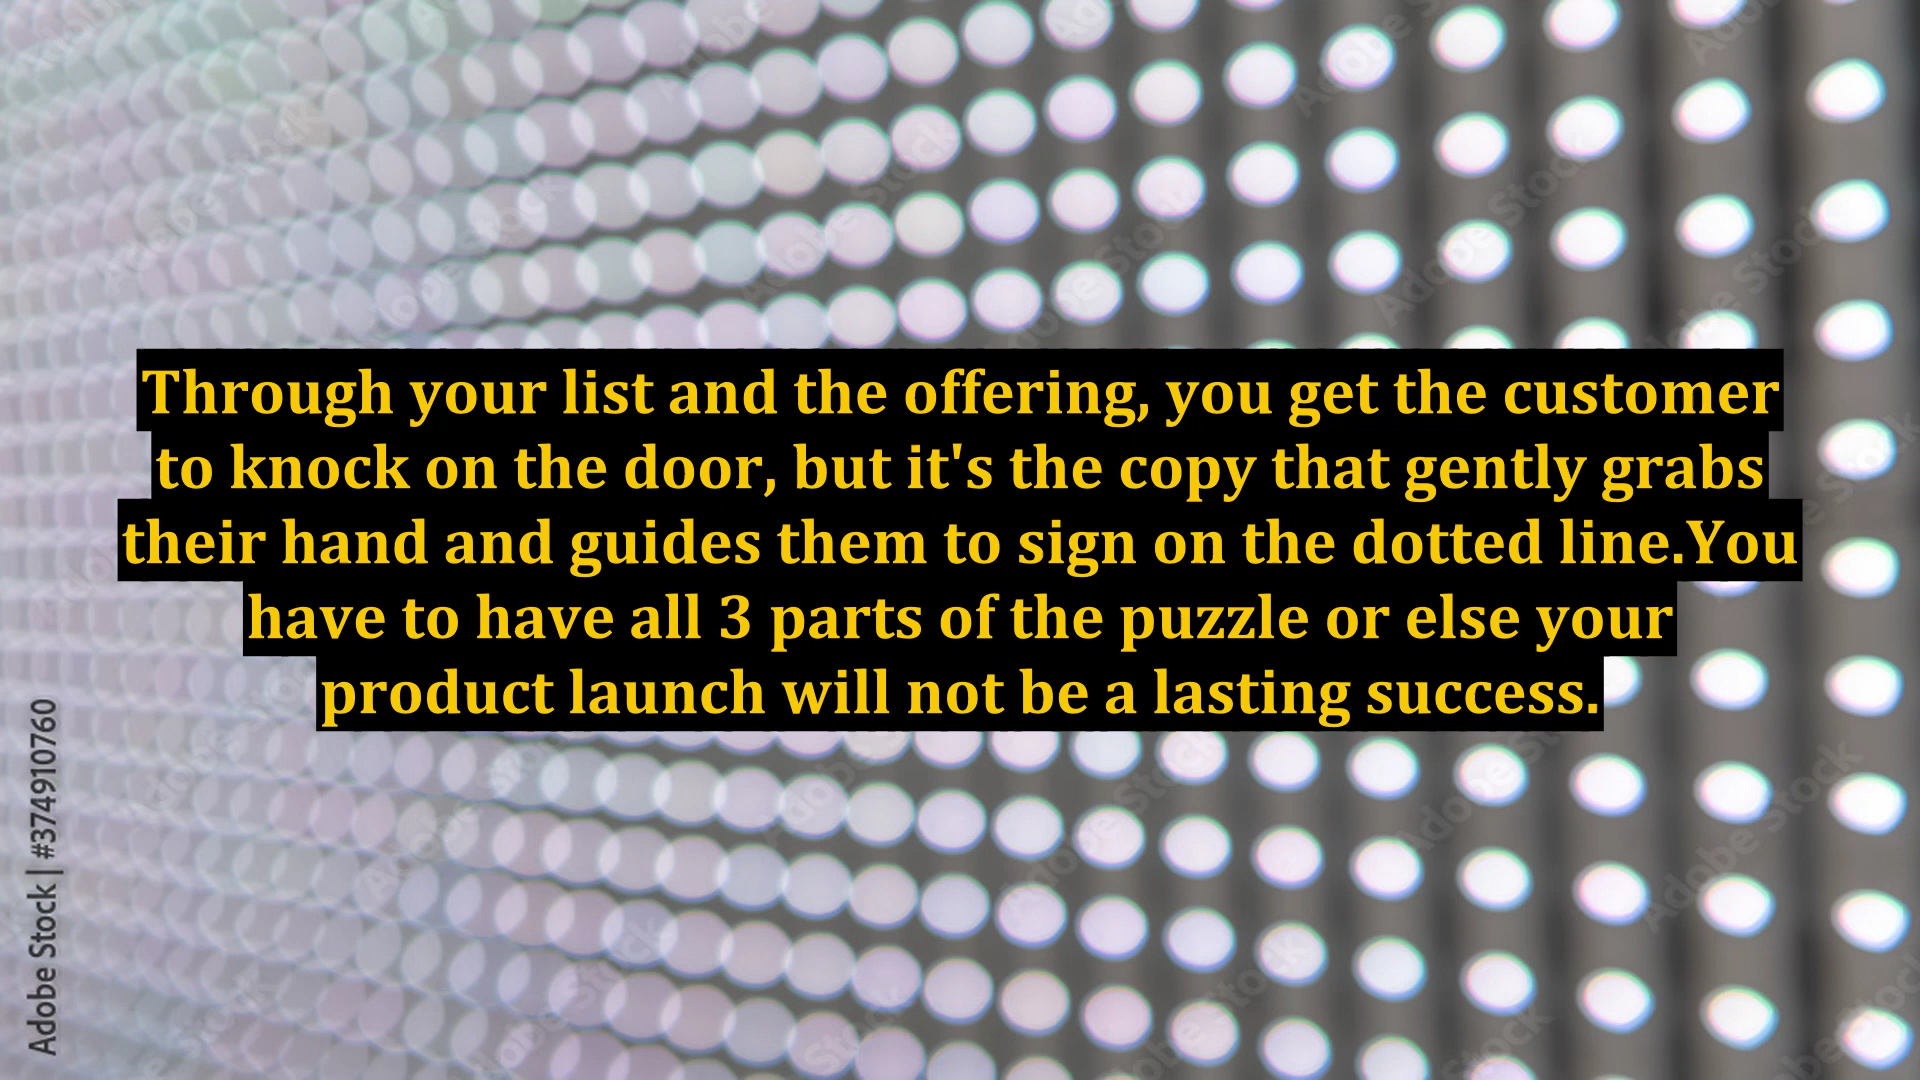 Through your list and the offering, you get the customer
to knock on the door, but it's the copy that gently grabs
their hand and guides them to sign on the dotted line.You
have to have all 3 parts of the puzzle or else your
product launch will not be a lasting success.
Adobe Stock | #374910760